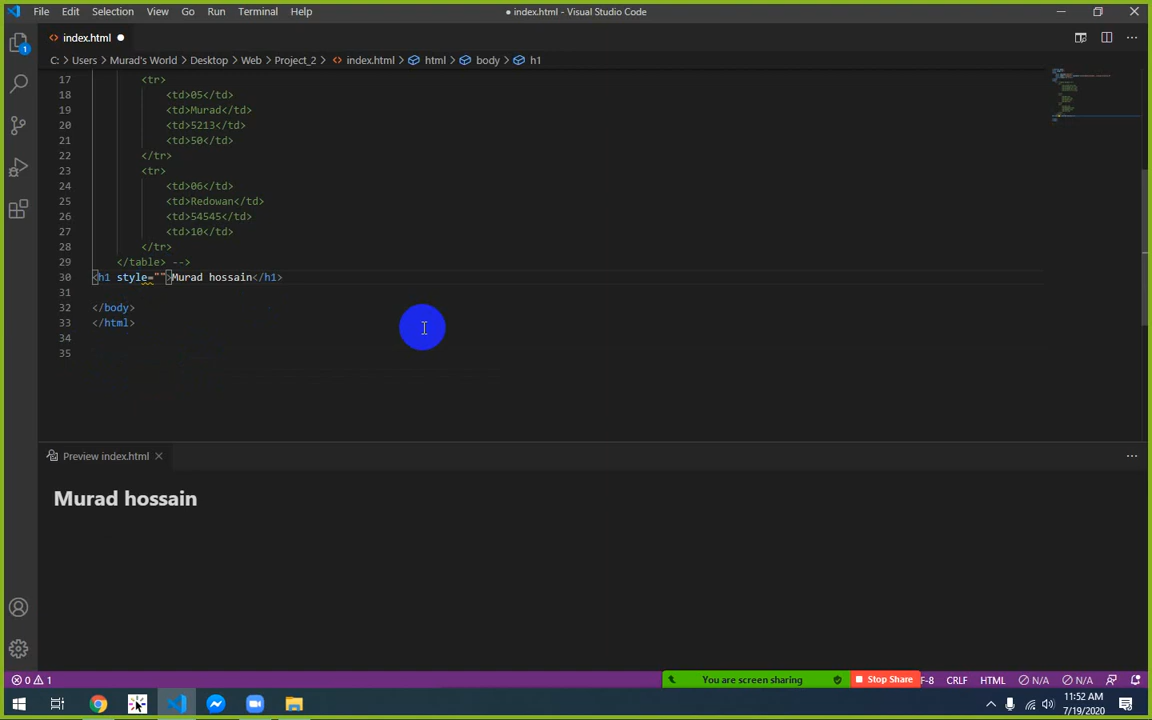 File Edit Selection View Go Run Terminal Help ● index.html - Visual Studio Code
<> index.html ●
C: > Users > Murad's World > Desktop > Web > Project_2 > <> index.html > html > body > h1
17 <tr>
18 <td>05</td>
19 <td>Murad</td>
20 <td>5213</td>
21 <td>50</td>
22 </tr>
23 <tr>
24 <td>06</td>
25 <td>Redowan</td>
26 <td>54545</td>
27 <td>10</td>
28 </tr>
29 </table> -->
30 <h1 style="">Murad hossain</h1>
31
32 </body>
33 </html>
34
35
Preview index.html
Murad hossain
1
0 1 You are screen sharing Stop Share F-8 CRLF HTML N/A N/A
11:52 AM
7/19/2020